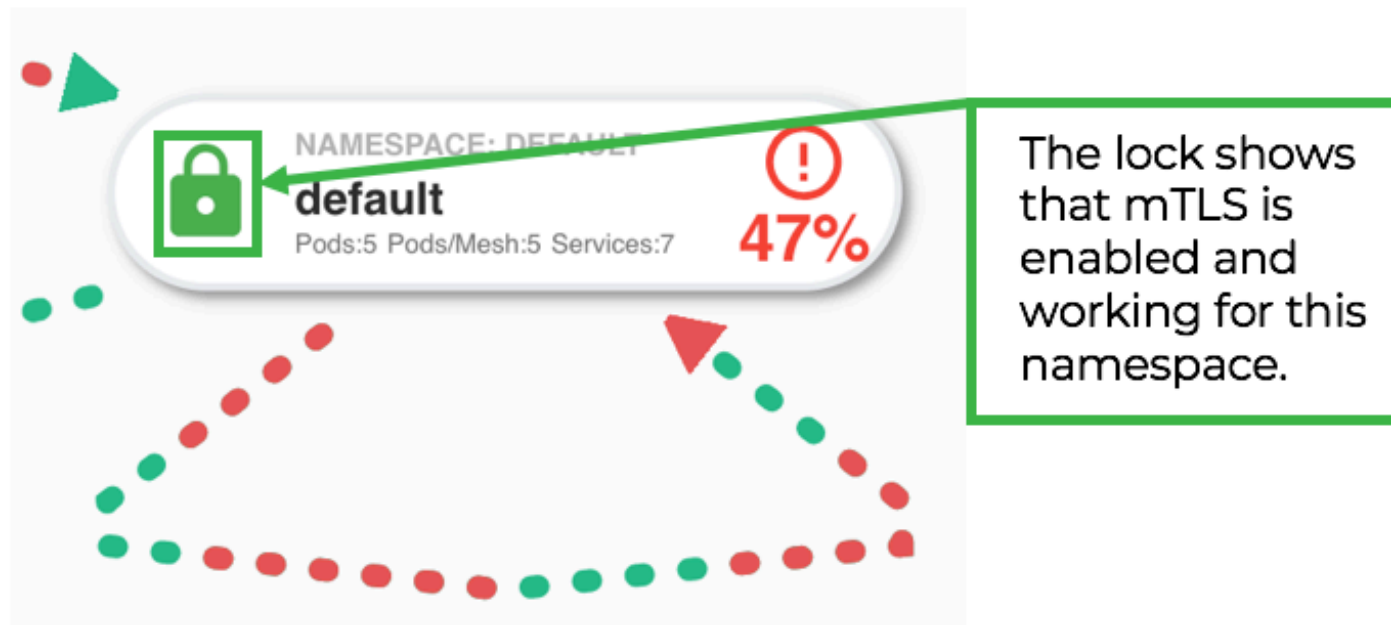 NAMESPACE: DEFAULT
default
Pods:5 Pods/Mesh:5 Services:7
!
47%
The lock shows
that mTLS is
enabled and
working for this
namespace.